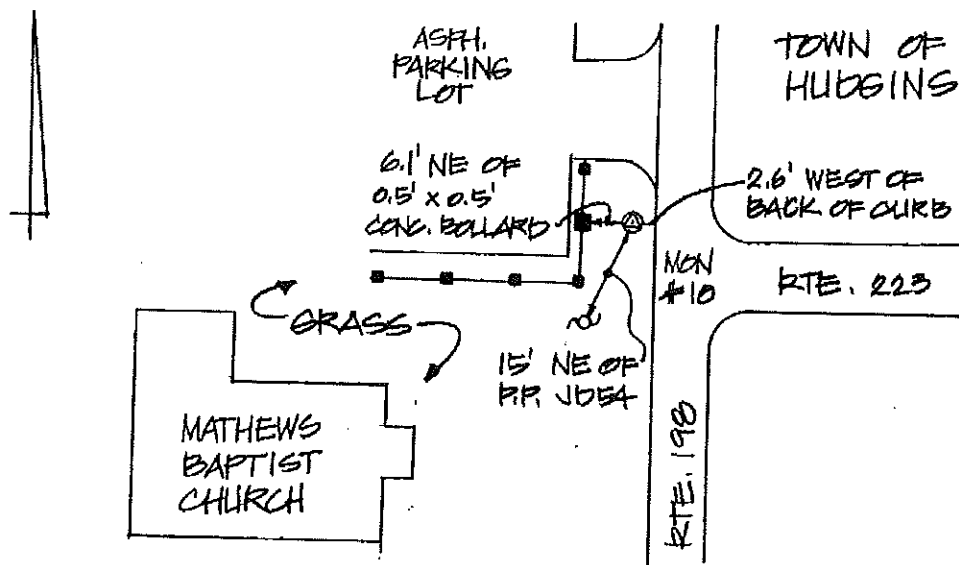 ASPH.
PARKING
LOT
TOWN OF
HUDGINS
6.1' NE OF
0.5' x 0.5'
CONC. BOLLARD
2.6' WEST OF
BACK OF CURB
MON
#10
RTE. 223
GRASS
15' NE OF
P.P. JD54
MATHEWS
BAPTIST
CHURCH
RTE. 198